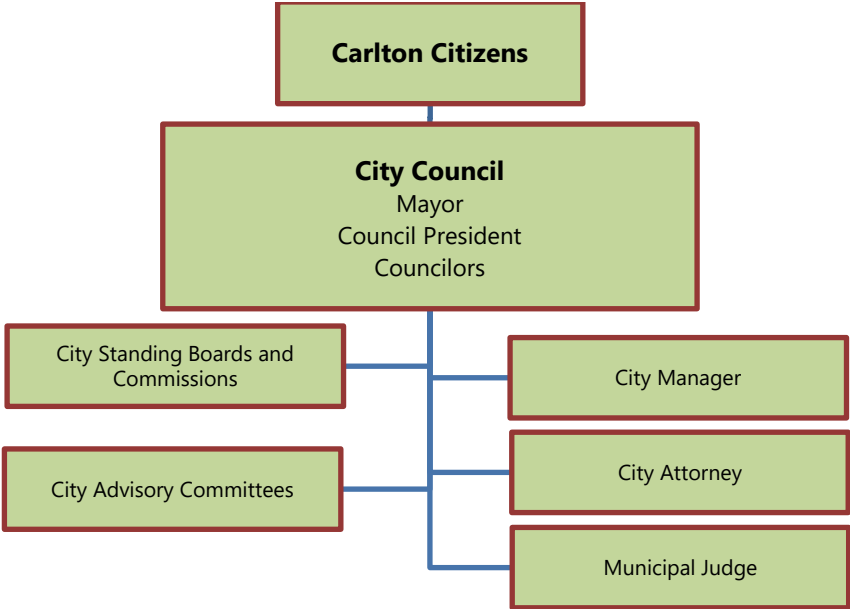 Carlton Citizens
City Council
Mayor
Council President
Councilors
City Standing Boards and
Commissions
City Manager
City Advisory Committees
City Attorney
Municipal Judge